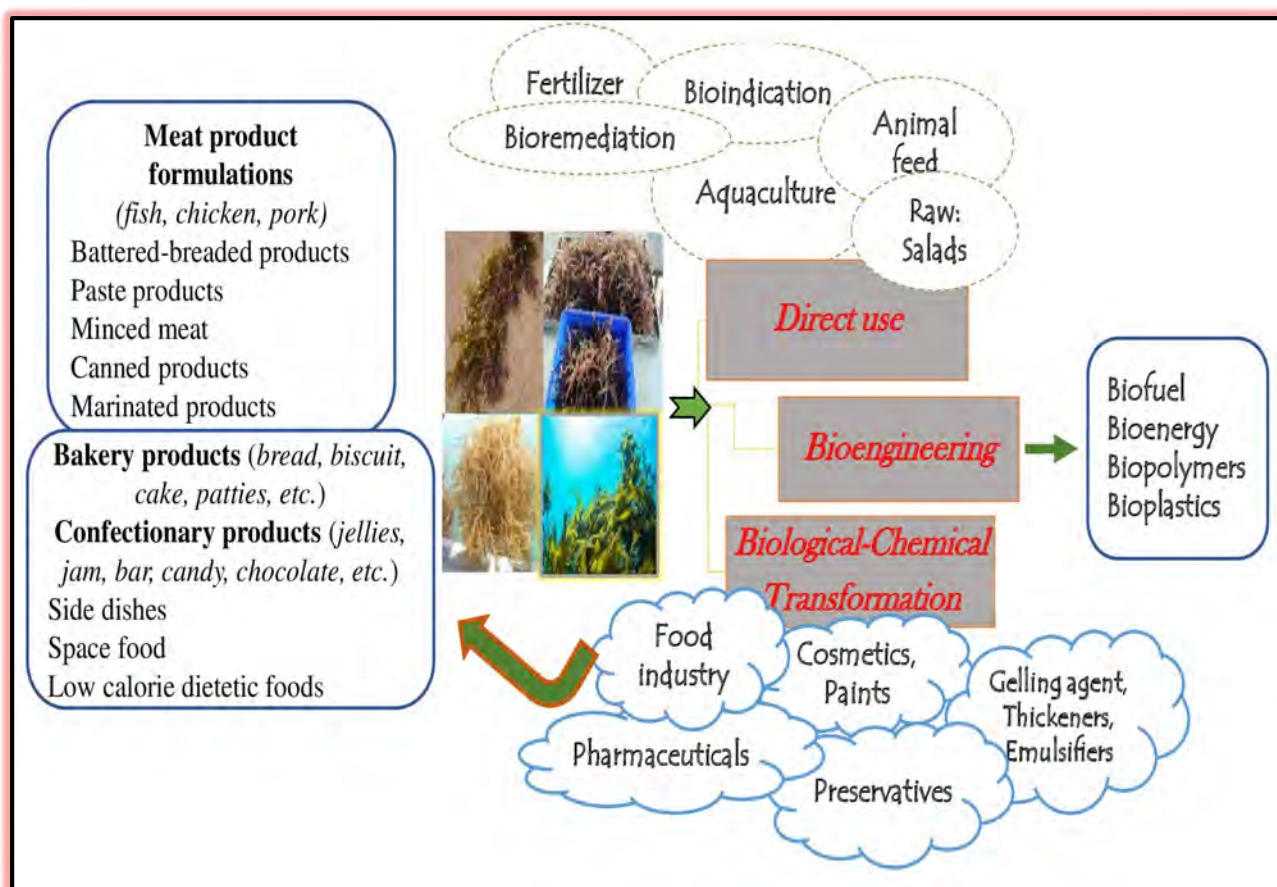 Fertilizer
Bioindication
Bioremediation
Animal
feed
Aquaculture
Raw:
Salads
Meat product
formulations
(fish, chicken, pork)
Battered-breaded products
Paste products
Minced meat
Canned products
Marinated products
Bakery products (bread, biscuit,
cake, patties, etc.)
Confectionary products (jellies,
jam, bar, candy, chocolate, etc.)
Side dishes
Space food
Low calorie dietetic foods
Direct use
Bioengineering
Biological-Chemical
Transformation
Biofuel
Bioenergy
Biopolymers
Bioplastics
Food
industry
Cosmetics,
Paints
Gelling agent,
Thickeners,
Emulsifiers
Pharmaceuticals
Preservatives